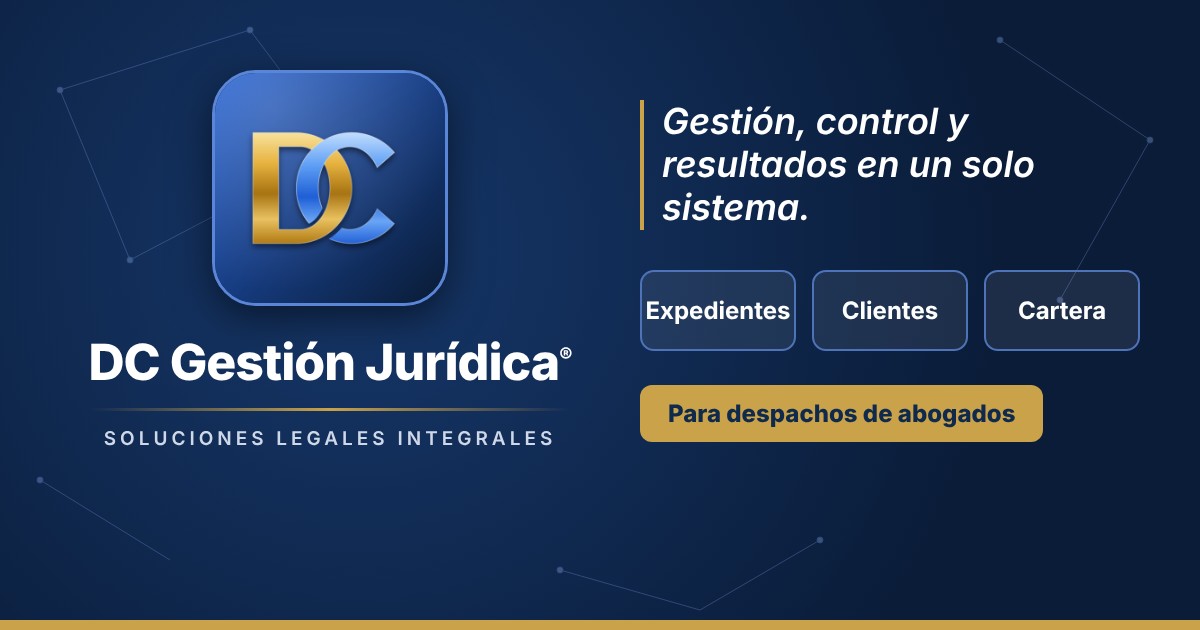 DC
DC Gestión Jurídica®
SOLUCIONES LEGALES INTEGRALES
Gestión, control y
resultados en un solo
sistema.
Expedientes
Clientes
Cartera
Para despachos de abogados